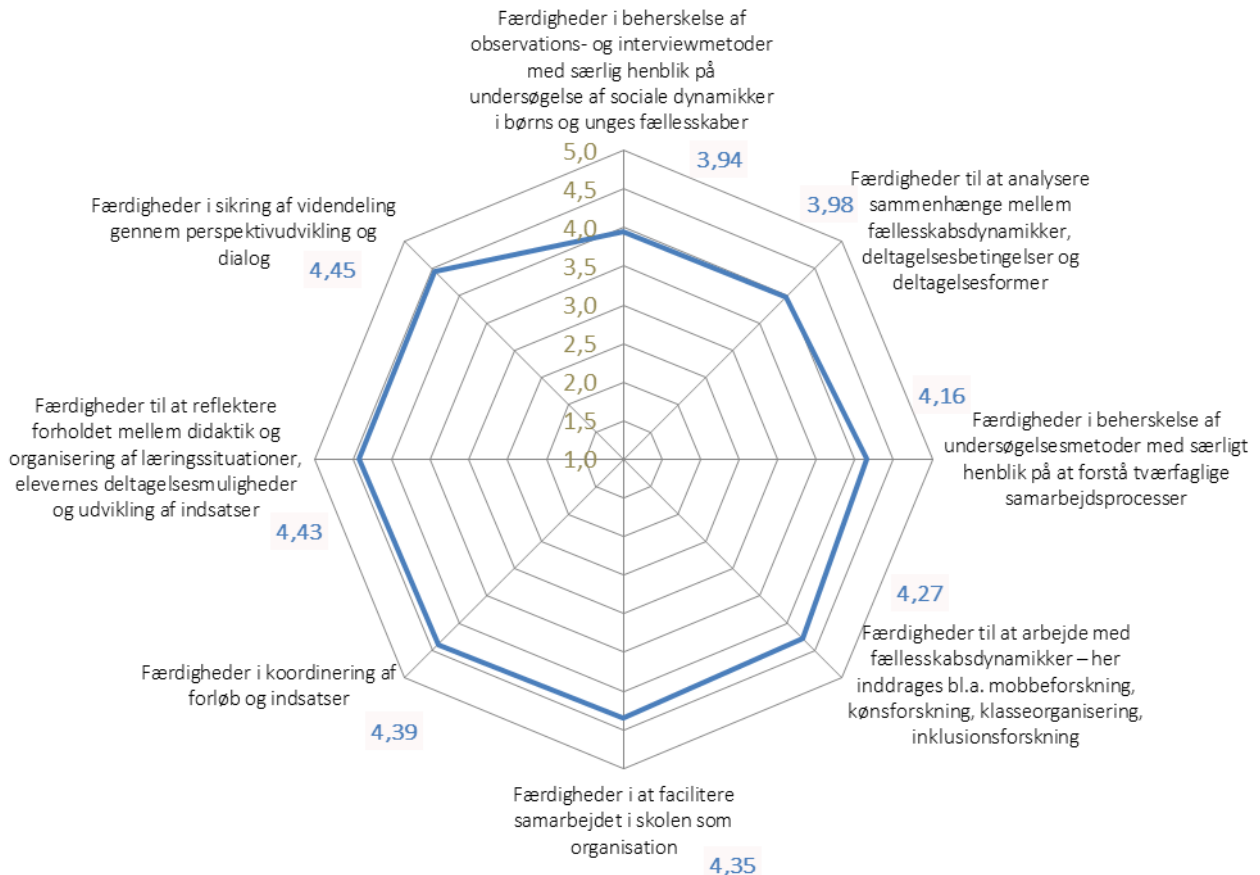 Færdigheder i beherskelse af
observations- og interviewmetoder
med særlig henblik på
undersøgelse af sociale dynamikker
i børns og unges fællesskaber
3,94
Færdigheder til at analysere
sammenhænge mellem
fællesskabsdynamikker,
deltagelsesbetingelser og
deltagelsesformer
3,98
4,16
Færdigheder i beherskelse af
undersøgelsesmetoder med særligt
henblik på at forstå tværfaglige
samarbejdsprocesser
4,27
Færdigheder til at arbejde med
fællesskabsdynamikker – her
inddrages bl.a. mobbeforskning,
kønsforskning, klasseorganisering,
inklusionsforskning
Færdigheder i at facilitere
samarbejdet i skolen som
organisation
4,35
Færdigheder i koordinering af
forløb og indsatser
4,39
Færdigheder til at reflektere
forholdet mellem didaktik og
organisering af læringssituationer,
elevernes deltagelsesmuligheder
og udvikling af indsatser
4,43
Færdigheder i sikring af videndeling
gennem perspektivudvikling og
dialog
4,45
5,0
4,5
4,0
3,5
3,0
2,5
2,0
1,5
1,0